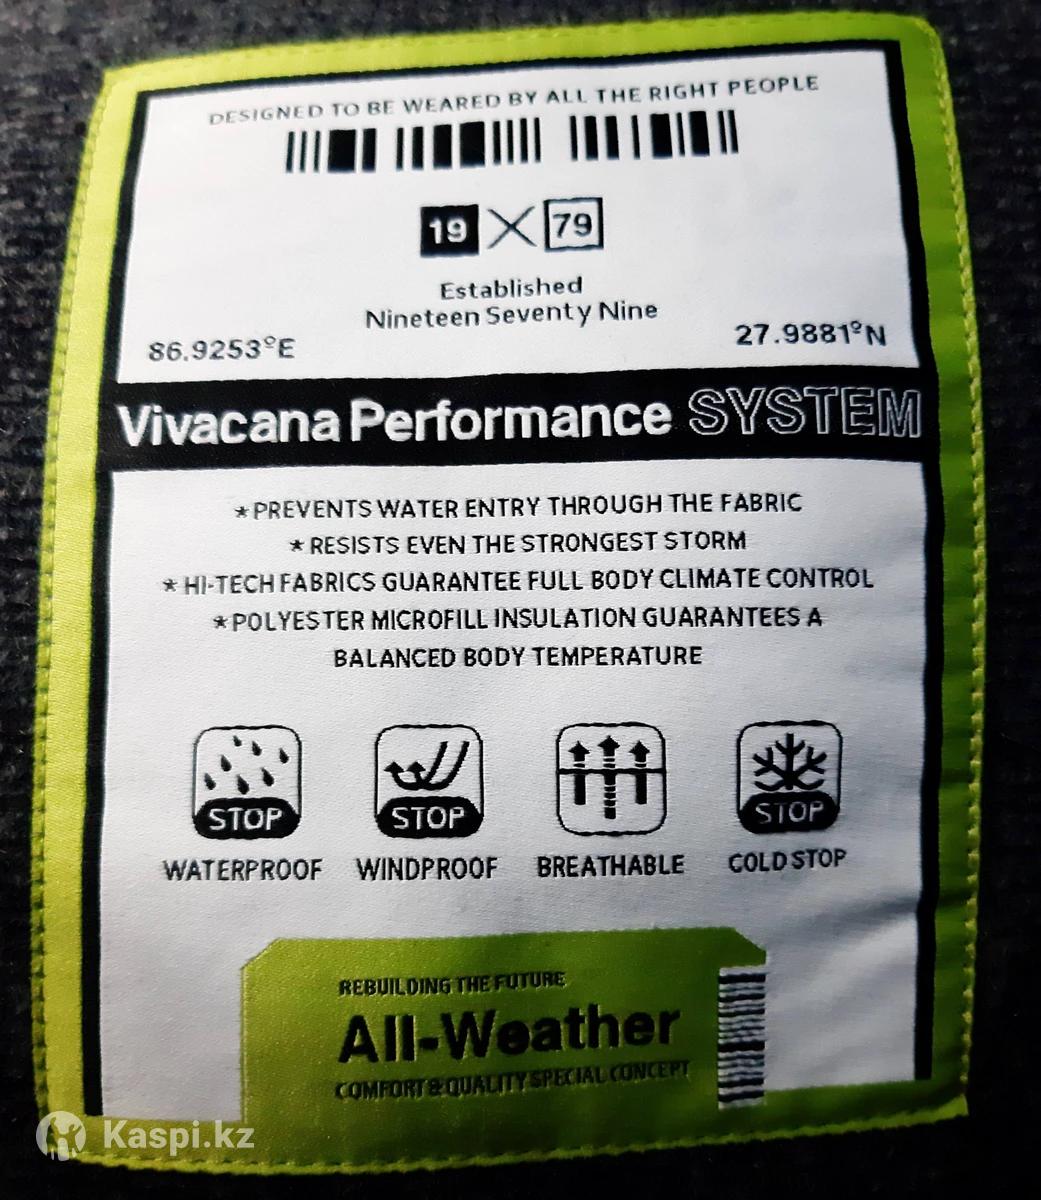 DESIGNED TO BE WEARED BY ALL THE RIGHT PEOPLE
19 X 79
Established
Nineteen Seventy Nine
86.9253ºE
27.9881ºN
Vivacana Performance SYSTEM
*PREVENTS WATER ENTRY THROUGH THE FABRIC
*RESISTS EVEN THE STRONGEST STORM
*HI-TECH FABRICS GUARANTEE FULL BODY CLIMATE CONTROL
*POLYESTER MICROFILL INSULATION GUARANTEES A
BALANCED BODY TEMPERATURE
STOP STOP STOP
WATERPROOF WINDPROOF BREATHABLE COLD STOP
REBUILDING THE FUTURE
All-Weather
COMFORT & QUALITY SPECIAL CONCEPT
Kaspi.kz